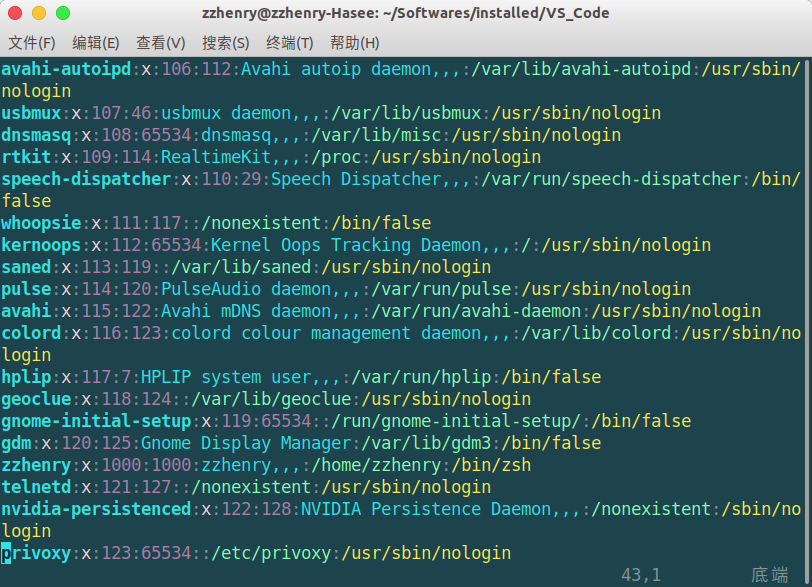 zzhenry@zzhenry-Hasee: ~/Softwares/installed/VS_Code
文件(F) 编辑(E) 查看(V) 搜索(S) 终端(T) 帮助(H)
avahi-autoipd:x:106:112:Avahi autoip daemon,,,:/var/lib/avahi-autoipd:/usr/sbin/
nologin
usbmux:x:107:46:usbmux daemon,,,:/var/lib/usbmux:/usr/sbin/nologin
dnsmasq:x:108:65534:dnsmasq,,,:/var/lib/misc:/usr/sbin/nologin
rtkit:x:109:114:RealtimeKit,,,:/proc:/usr/sbin/nologin
speech-dispatcher:x:110:29:Speech Dispatcher,,,:/var/run/speech-dispatcher:/bin/
false
whoopsie:x:111:117::/nonexistent:/bin/false
kernoops:x:112:65534:Kernel Oops Tracking Daemon,,,:/:/usr/sbin/nologin
saned:x:113:119::/var/lib/saned:/usr/sbin/nologin
pulse:x:114:120:PulseAudio daemon,,,:/var/run/pulse:/usr/sbin/nologin
avahi:x:115:122:Avahi mDNS daemon,,,:/var/run/avahi-daemon:/usr/sbin/nologin
colord:x:116:123:colord colour management daemon,,,:/var/lib/colord:/usr/sbin/no
login
hplip:x:117:7:HPLIP system user,,,:/var/run/hplip:/bin/false
geoclue:x:118:124::/var/lib/geoclue:/usr/sbin/nologin
gnome-initial-setup:x:119:65534::/run/gnome-initial-setup/:/bin/false
gdm:x:120:125:Gnome Display Manager:/var/lib/gdm3:/bin/false
zzhenry:x:1000:1000:zzhenry,,,:/home/zzhenry:/bin/zsh
telnetd:x:121:127::/nonexistent:/usr/sbin/nologin
nvidia-persistenced:x:122:128:NVIDIA Persistence Daemon,,,:/nonexistent:/sbin/no
login
privoxy:x:123:65534::/etc/privoxy:/usr/sbin/nologin
43,1 底端